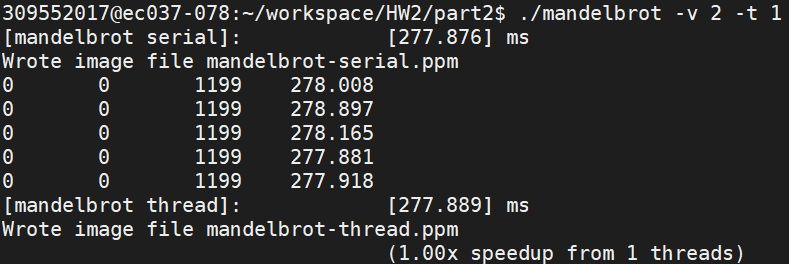 309552017@ec037-078:~/workspace/HW2/part2$ ./mandelbrot -v 2 -t 1
[mandelbrot serial]:            [277.876] ms
Wrote image file mandelbrot-serial.ppm
0       0       1199    278.008
0       0       1199    278.897
0       0       1199    278.165
0       0       1199    277.881
0       0       1199    277.918
[mandelbrot thread]:            [277.889] ms
Wrote image file mandelbrot-thread.ppm
                                (1.00x speedup from 1 threads)